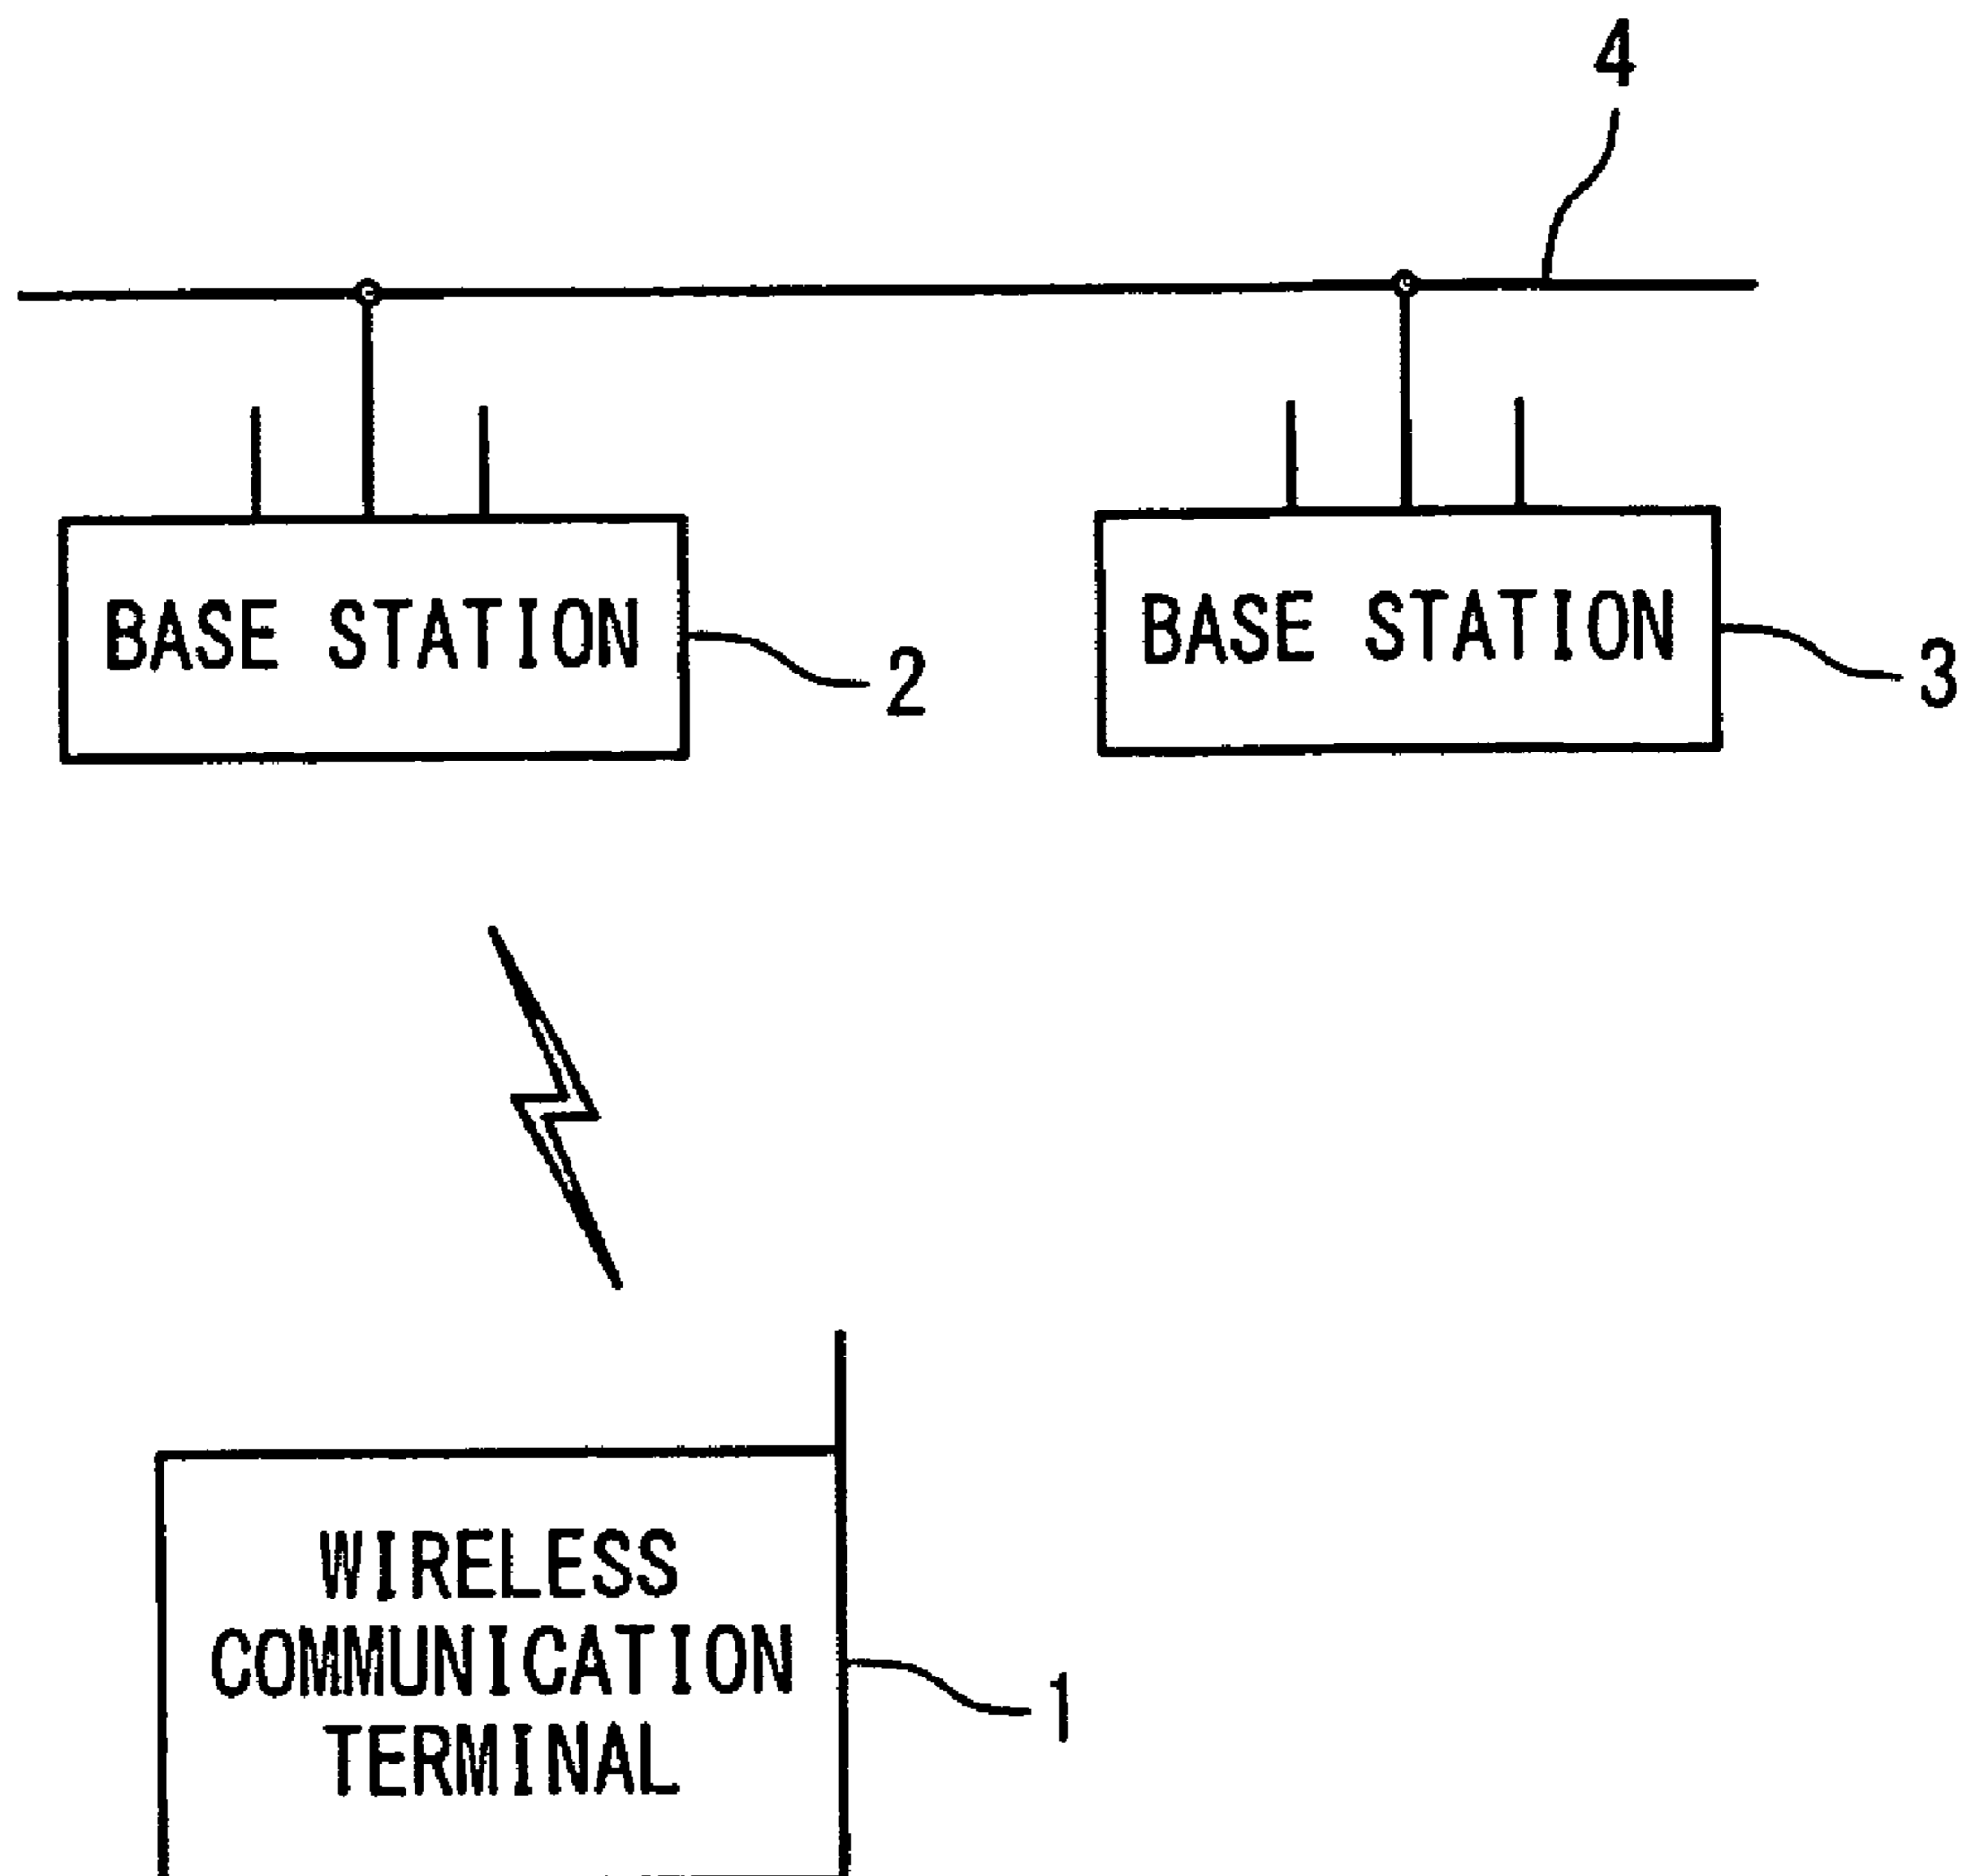 4
BASE STATION
2
BASE STATION
3
WIRELESS
COMMUNICATION
TERMINAL
1